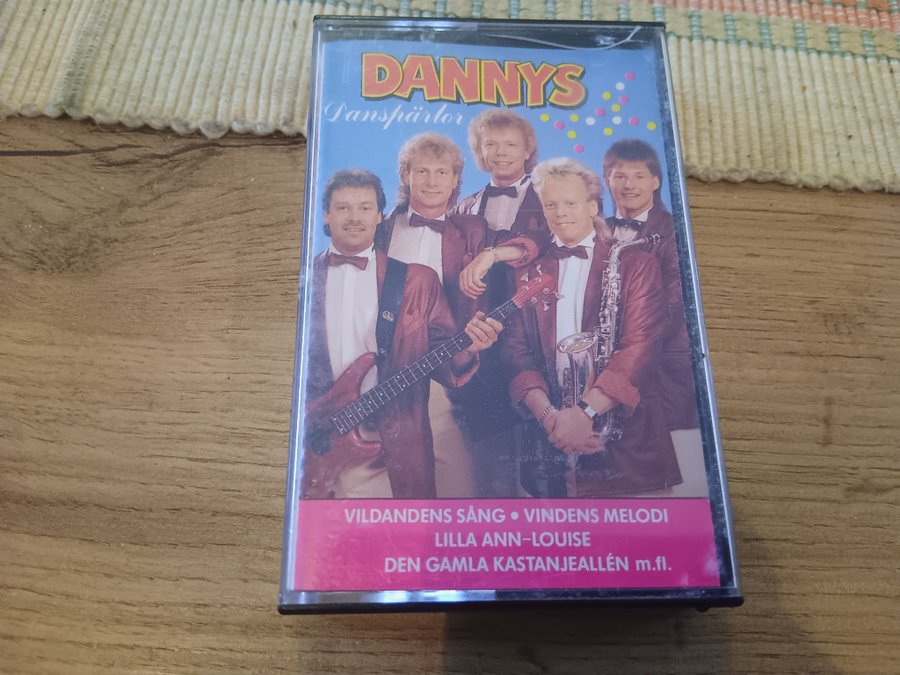 DANNYS
Danspärlor
VILDANDENS SÅNG • VINDENS MELODI
LILLA ANN-LOUISE
DEN GAMLA KASTANJEALLÉN m.fl.